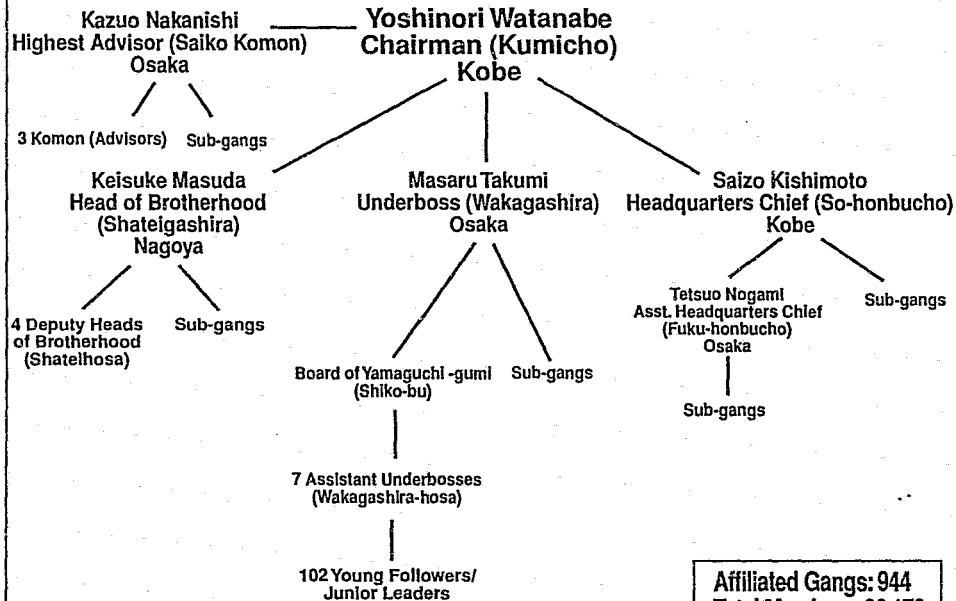 Kazuo Nakanishi
Highest Advisor (Saiko Komon)
Osaka
Yoshinori Watanabe
Chairman (Kumicho)
Kobe
3 Komon (Advisors)
Sub-gangs
Keisuke Masuda
Head of Brotherhood
(Shateigashira)
Nagoya
Masaru Takumi
Underboss (Wakagashira)
Osaka
Saizo Kishimoto
Headquarters Chief (So-honbucho)
Kobe
4 Deputy Heads
of Brotherhood
(Shateihosa)
Sub-gangs
Board of Yamaguchi -gumi
(Shiko-bu)
Sub-gangs
Tetsuo Nogami
Asst. Headquarters Chief
(Fuku-honbucho)
Osaka
Sub-gangs
Sub-gangs
7 Assistant Underbosses
(Wakagashira-hosa)
102 Young Followers/
Junior Leaders
Affiliated Gangs: 944